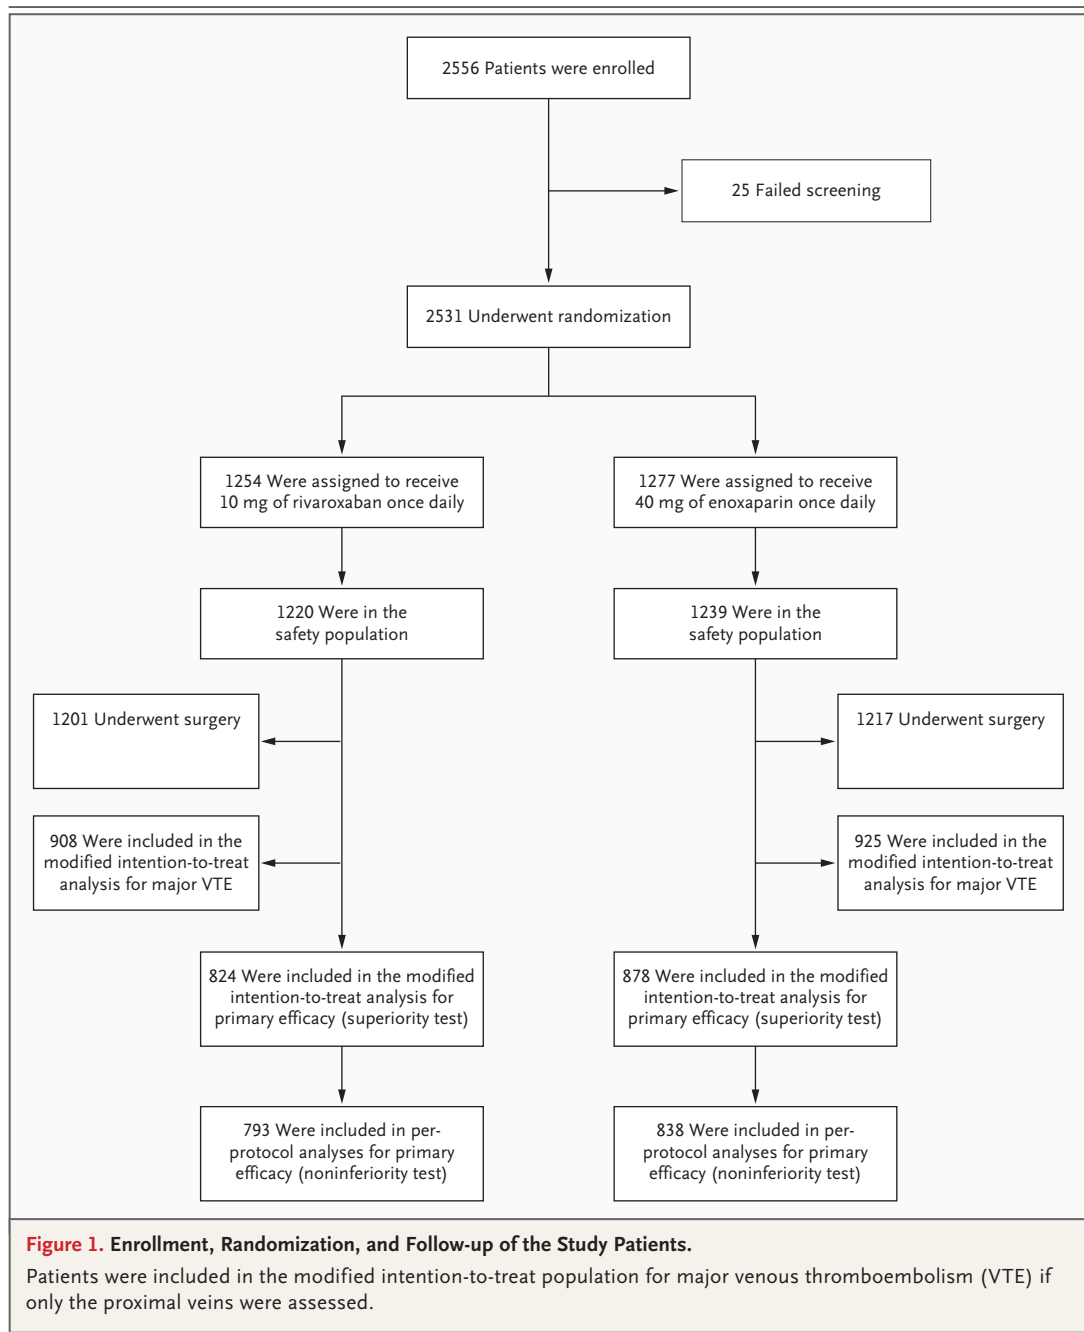 2556 Patients were enrolled
25 Failed screening
2531 Underwent randomization
1254 Were assigned to receive
10 mg of rivaroxaban once daily
1277 Were assigned to receive
40 mg of enoxaparin once daily
1220 Were in the
safety population
1239 Were in the
safety population
1201 Underwent surgery
1217 Underwent surgery
908 Were included in the
modified intention-to-treat
analysis for major VTE
925 Were included in the
modified intention-to-treat
analysis for major VTE
824 Were included in the modified
intention-to-treat analysis for
primary efficacy (superiority test)
878 Were included in the modified
intention-to-treat analysis for
primary efficacy (superiority test)
793 Were included in per-
protocol analyses for primary
efficacy (noninferiority test)
838 Were included in per-
protocol analyses for primary
efficacy (noninferiority test)
Figure 1. Enrollment, Randomization, and Follow-up of the Study Patients.
Patients were included in the modified intention-to-treat population for major venous thromboembolism (VTE) if
only the proximal veins were assessed.